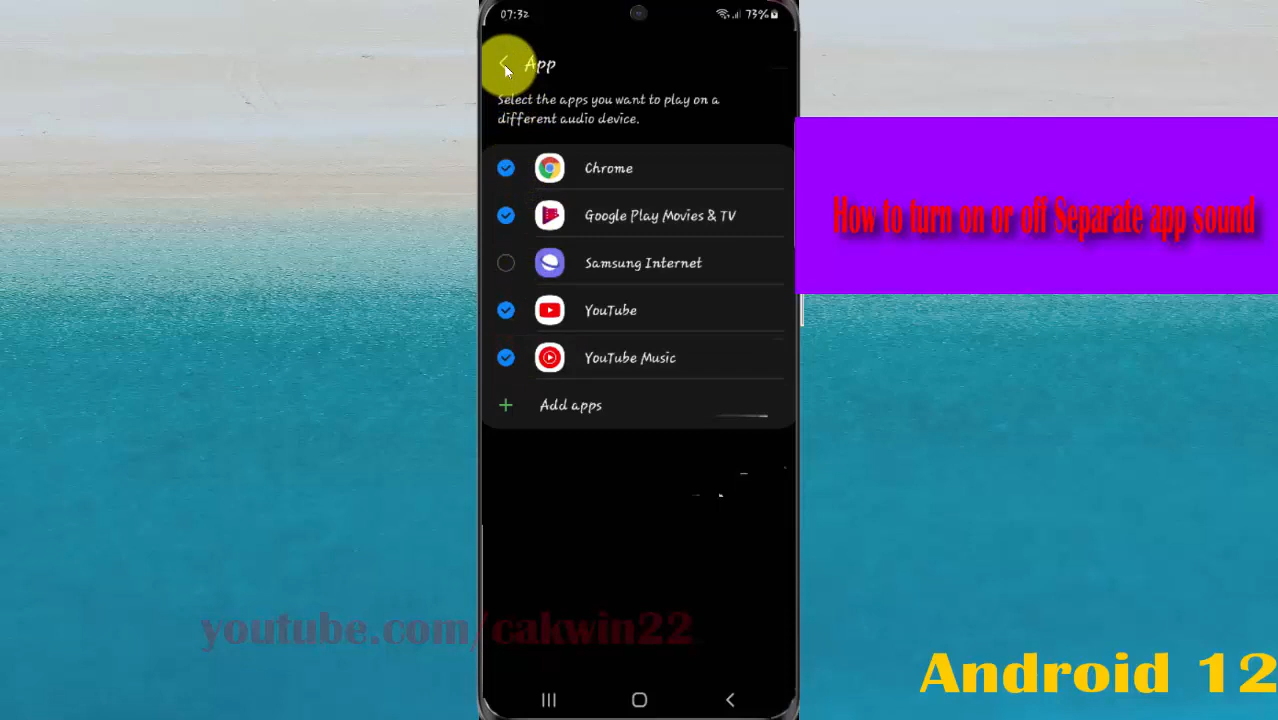 07:32
73%
App
Select the apps you want to play on a
different audio device.
Chrome
Google Play Movies & TV
Samsung Internet
YouTube
YouTube Music
+ Add apps
How to turn on or off Separate app sound
youtube.com/cakwin22
Android 12